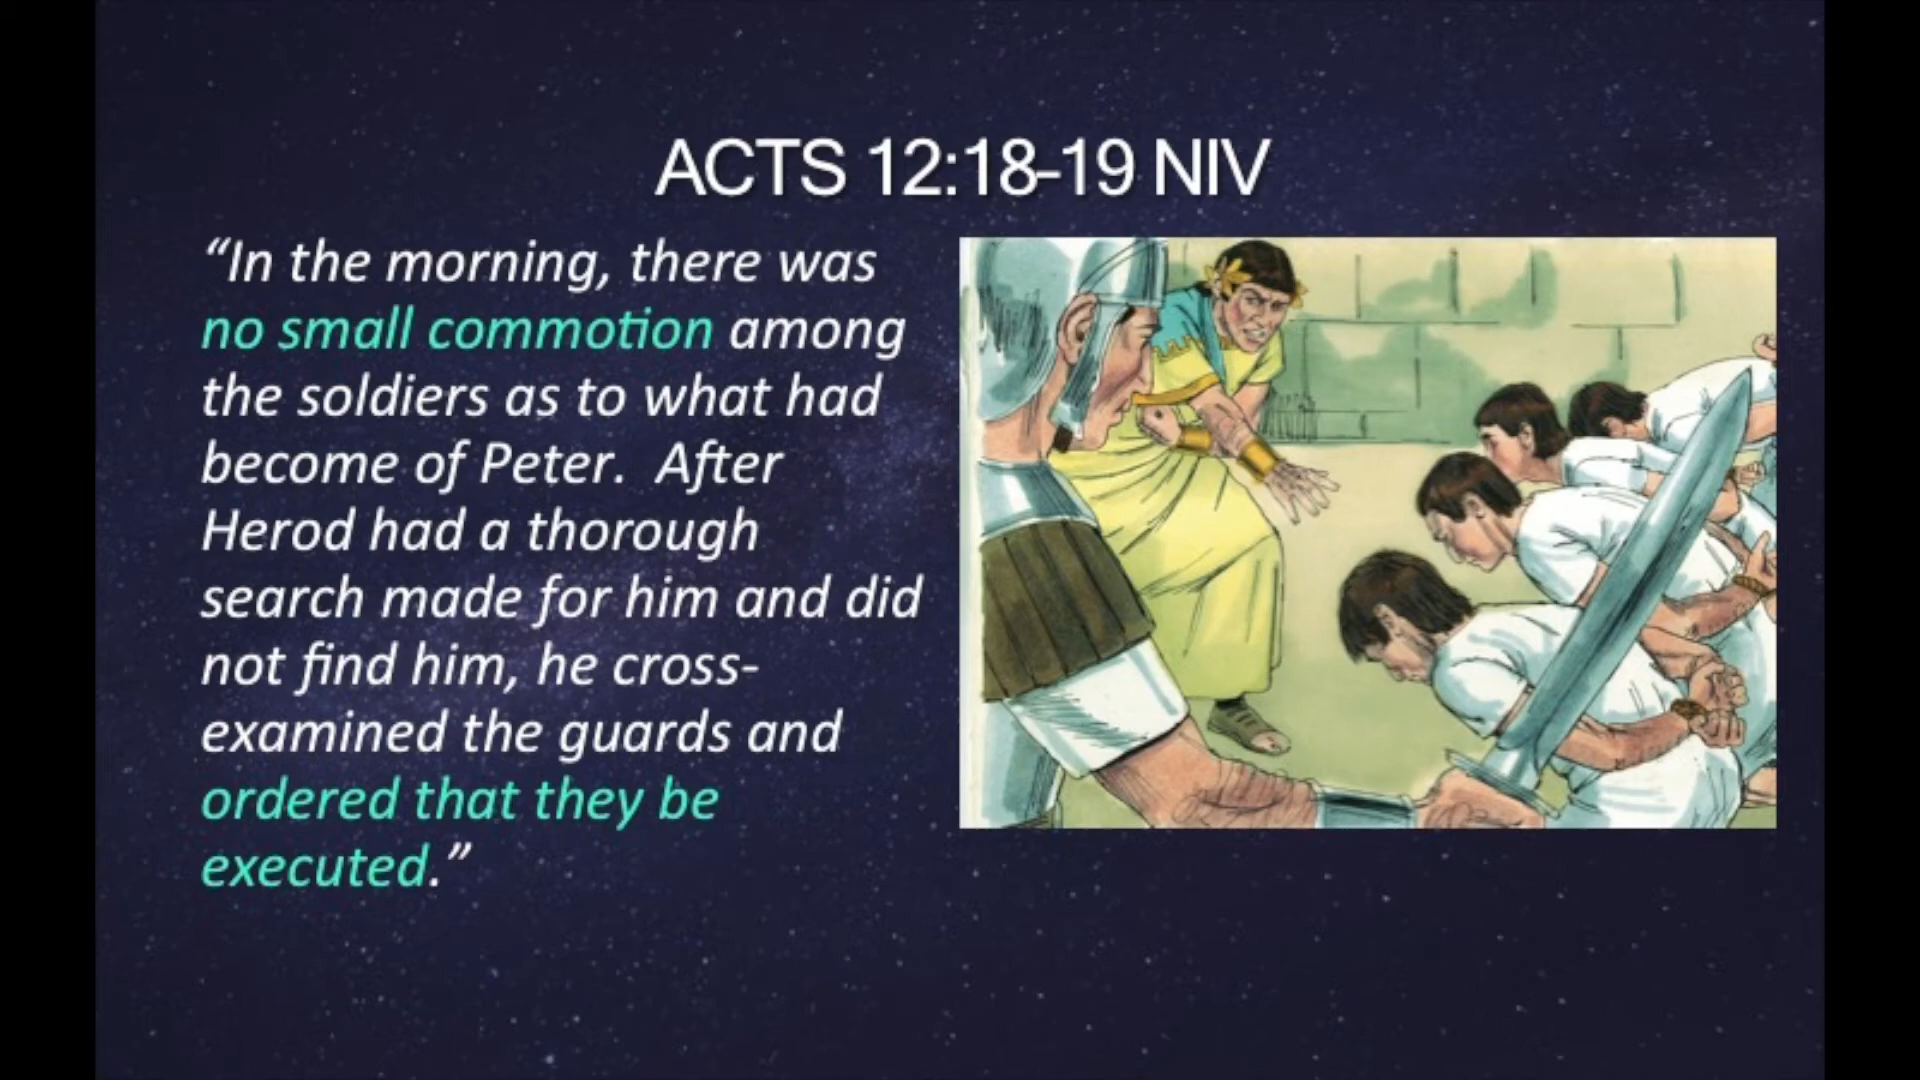 ACTS 12:18-19 NIV
“In the morning, there was
no small commotion among
the soldiers as to what had
become of Peter.  After
Herod had a thorough
search made for him and did
not find him, he cross-
examined the guards and
ordered that they be
executed.”